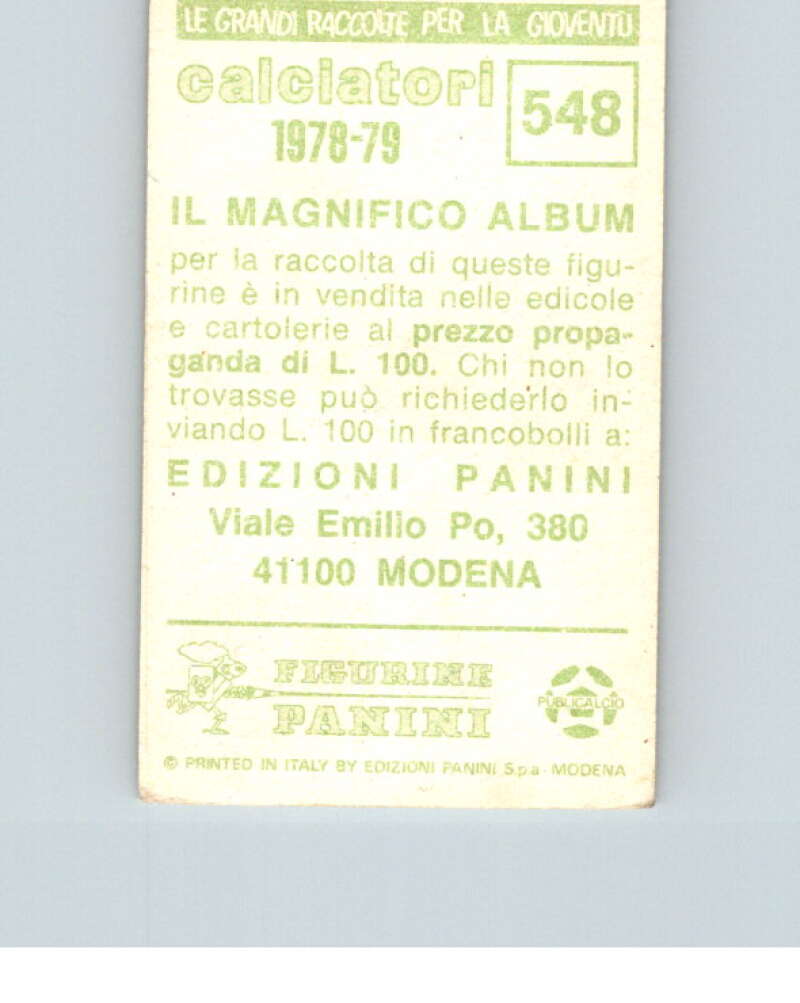 LE GRANDI RACCOLTE PER LA GIOVENTÙ
calciatori
1978-79
548
IL MAGNIFICO ALBUM
per la raccolta di queste figu-
rine è in vendita nelle edicole
e cartolerie al prezzo propa-
ganda di L. 100. Chi non lo
trovasse può richiederlo in-
viando L. 100 in francobolli a:
EDIZIONI PANINI
Viale Emilio Po, 380
41100 MODENA
FIGURINE
PANINI
PUBLICALCIO
© PRINTED IN ITALY BY EDIZIONI PANINI S.p.a - MODENA